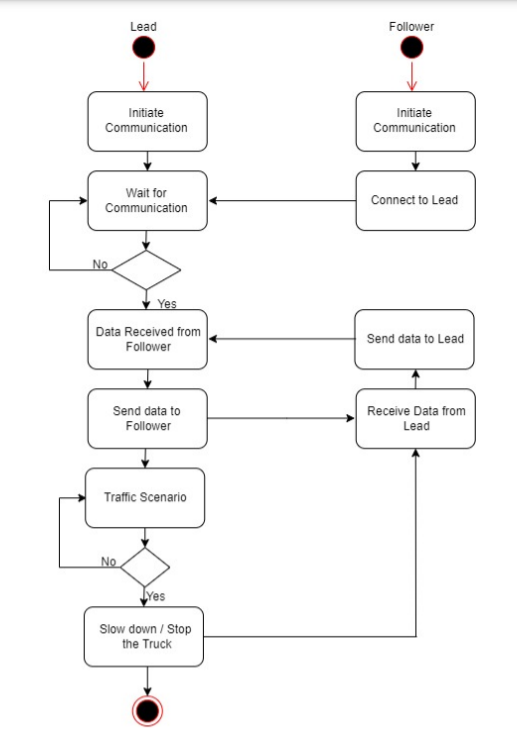 Lead
Follower
Initiate
Communication
Initiate
Communication
Wait for
Communication
Connect to Lead
No
Yes
Data Received from
Follower
Send data to Lead
Send data to
Follower
Receive Data from
Lead
Traffic Scenario
No
Yes
Slow down / Stop
the Truck